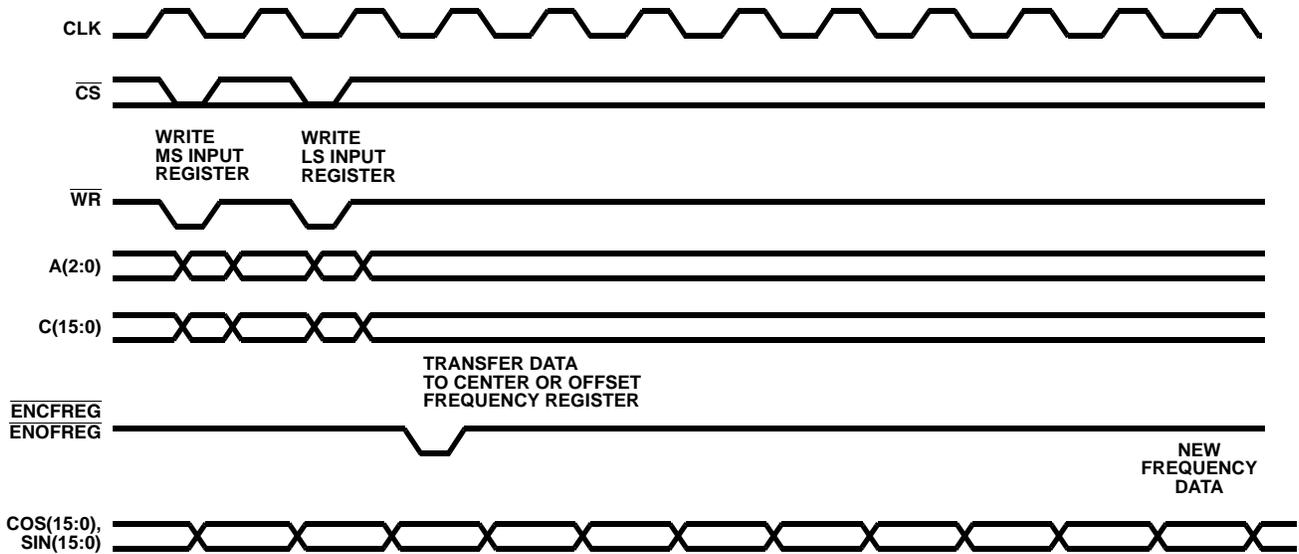 CLK
CS
WRITE
MS INPUT
REGISTER
WRITE
LS INPUT
REGISTER
WR
A(2:0)
C(15:0)
TRANSFER DATA
TO CENTER OR OFFSET
FREQUENCY REGISTER
ENCFREG
ENOFREG
NEW
FREQUENCY
DATA
COS(15:0),
SIN(15:0)